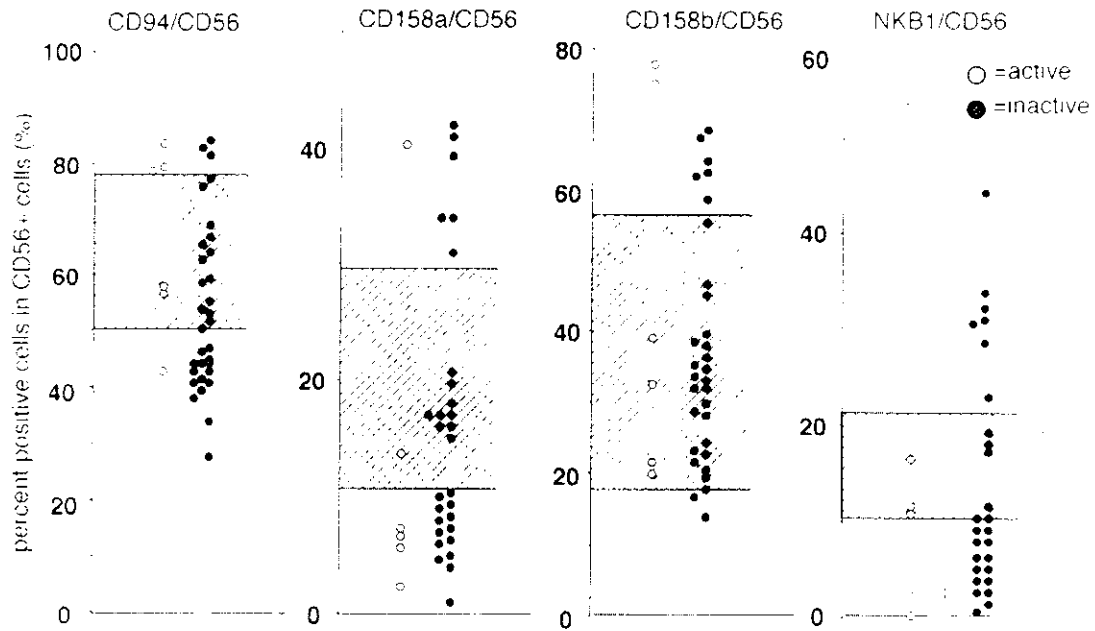 CD94/CD56
CD158a/CD56
CD158b/CD56
NKB1/CD56
percent positive cells in CD56+ cells (%)
100
80
60
40
20
0
40
20
0
80
60
40
20
0
60
40
20
0
=active
=inactive